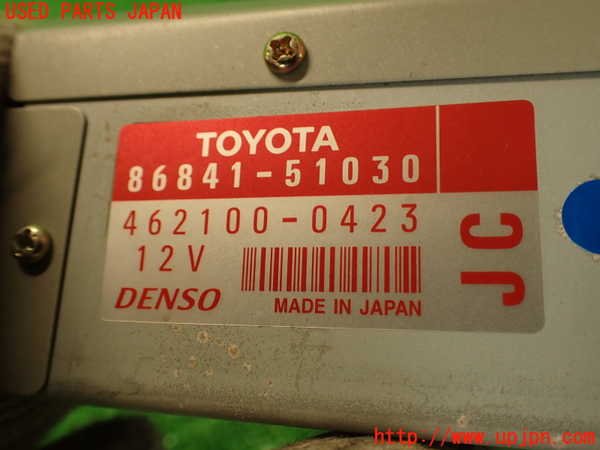 USED PARTS JAPAN
TOYOTA
86841-51030
462100-0423
12V
JC
DENSO
MADE IN JAPAN
http://www.upjpn.com